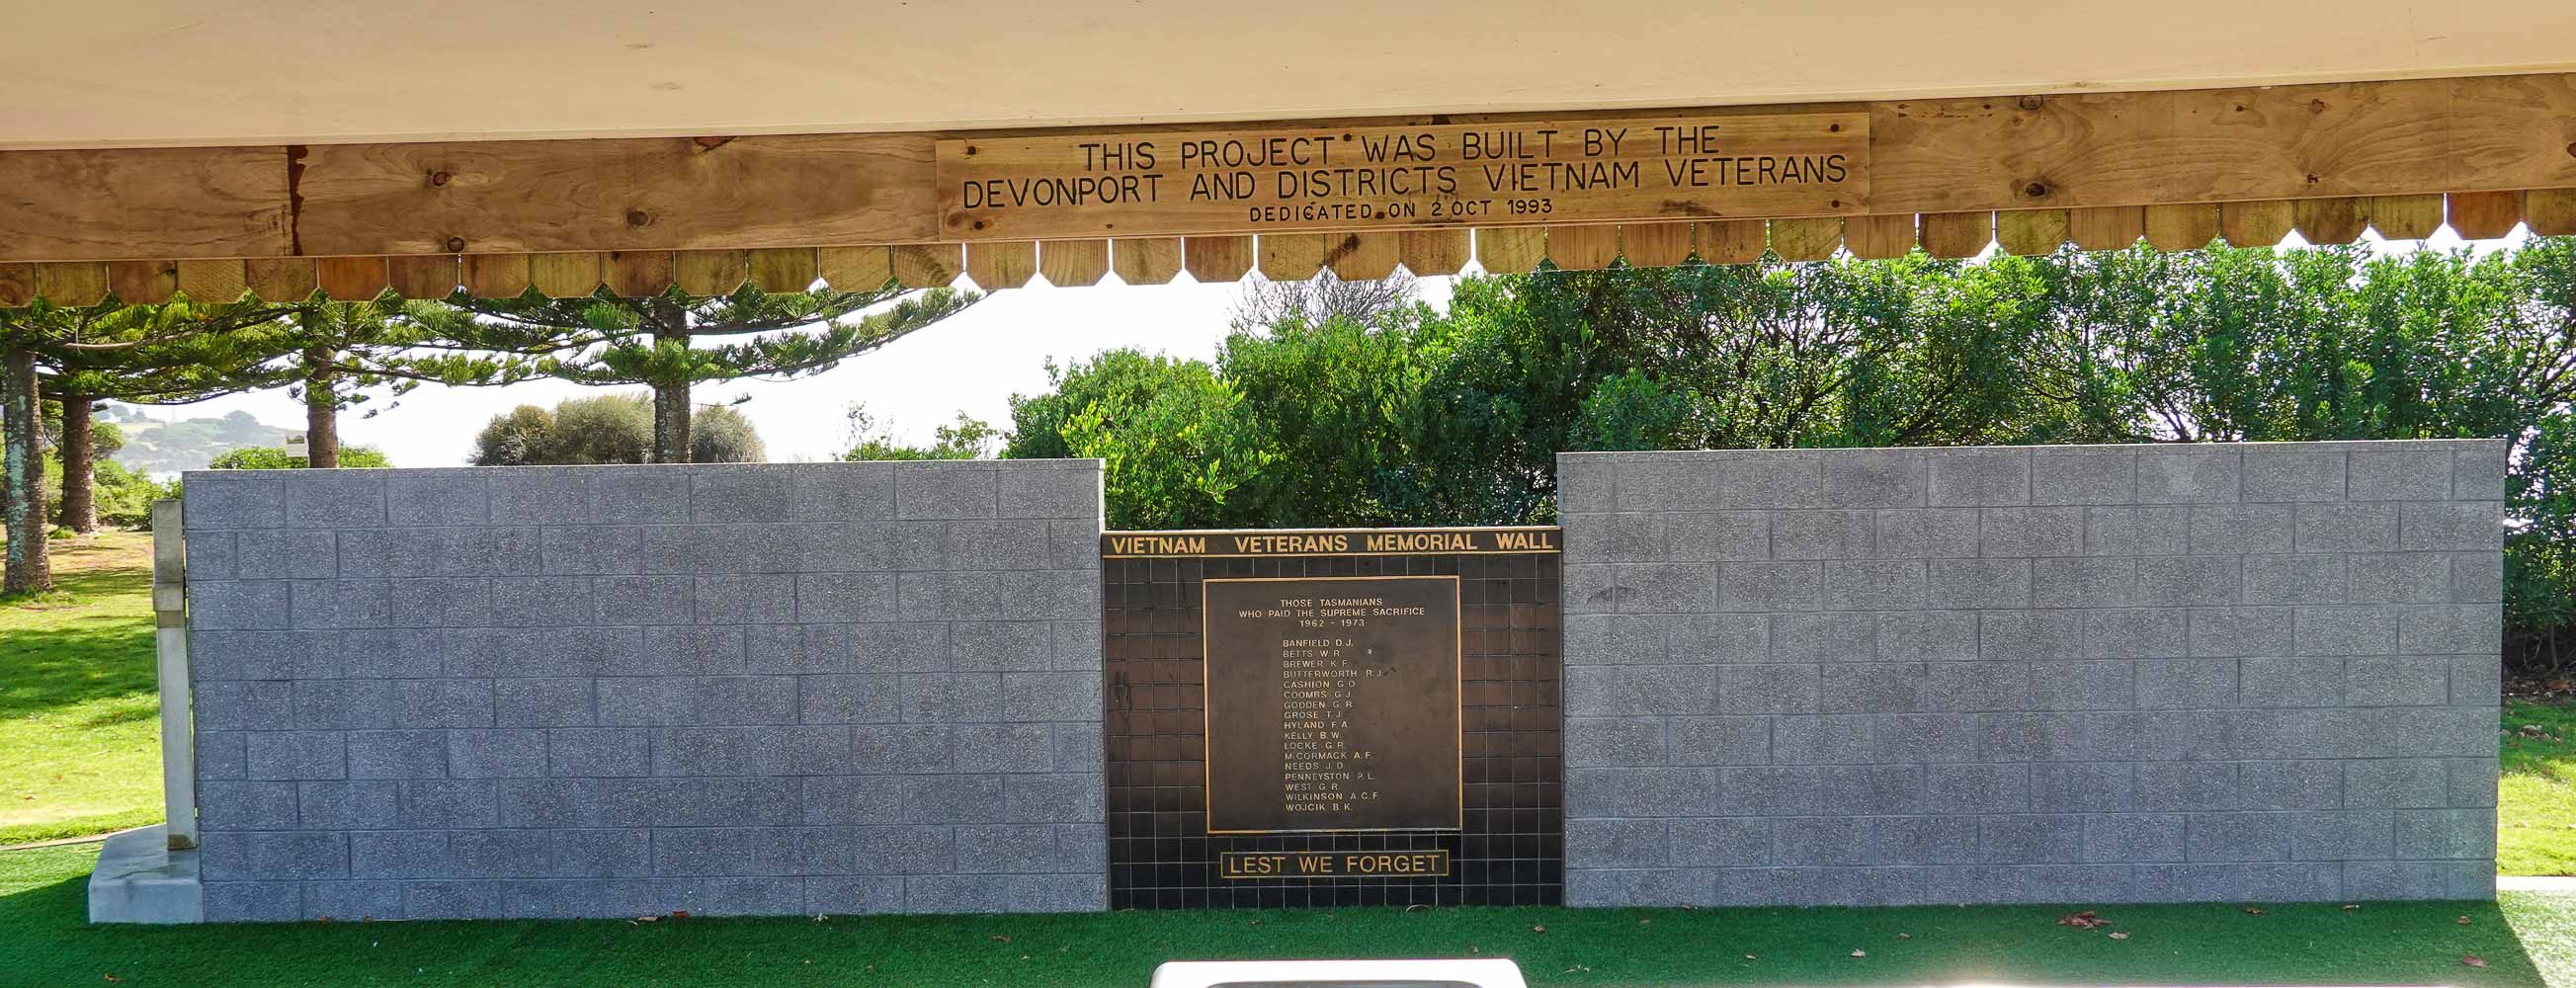 THIS PROJECT WAS BUILT BY THE
DEVONPORT AND DISTRICTS VIETNAM VETERANS
DEDICATED ON 2 OCT 1993
VIETNAM VETERANS MEMORIAL WALL
THOSE TASMANIANS
WHO PAID THE SUPREME SACRIFICE
1962 - 1973
BANFIELD D.J.
BETTS W.R.
BREWER K.F.
BUTTERWORTH R.J.
CASHION G.O.
COOMBS G.J.
GOODEN G.R.
GROSE T.J.
HYLAND F.A.
KELLY B.W.
LOCKE G.R.
McCORMACK A.F.
NEEDS J.D.
PENNEYSTON P.L.
WEST G.R.
WILKINSON A.C.F.
WOJCIK B.K.
LEST WE FORGET